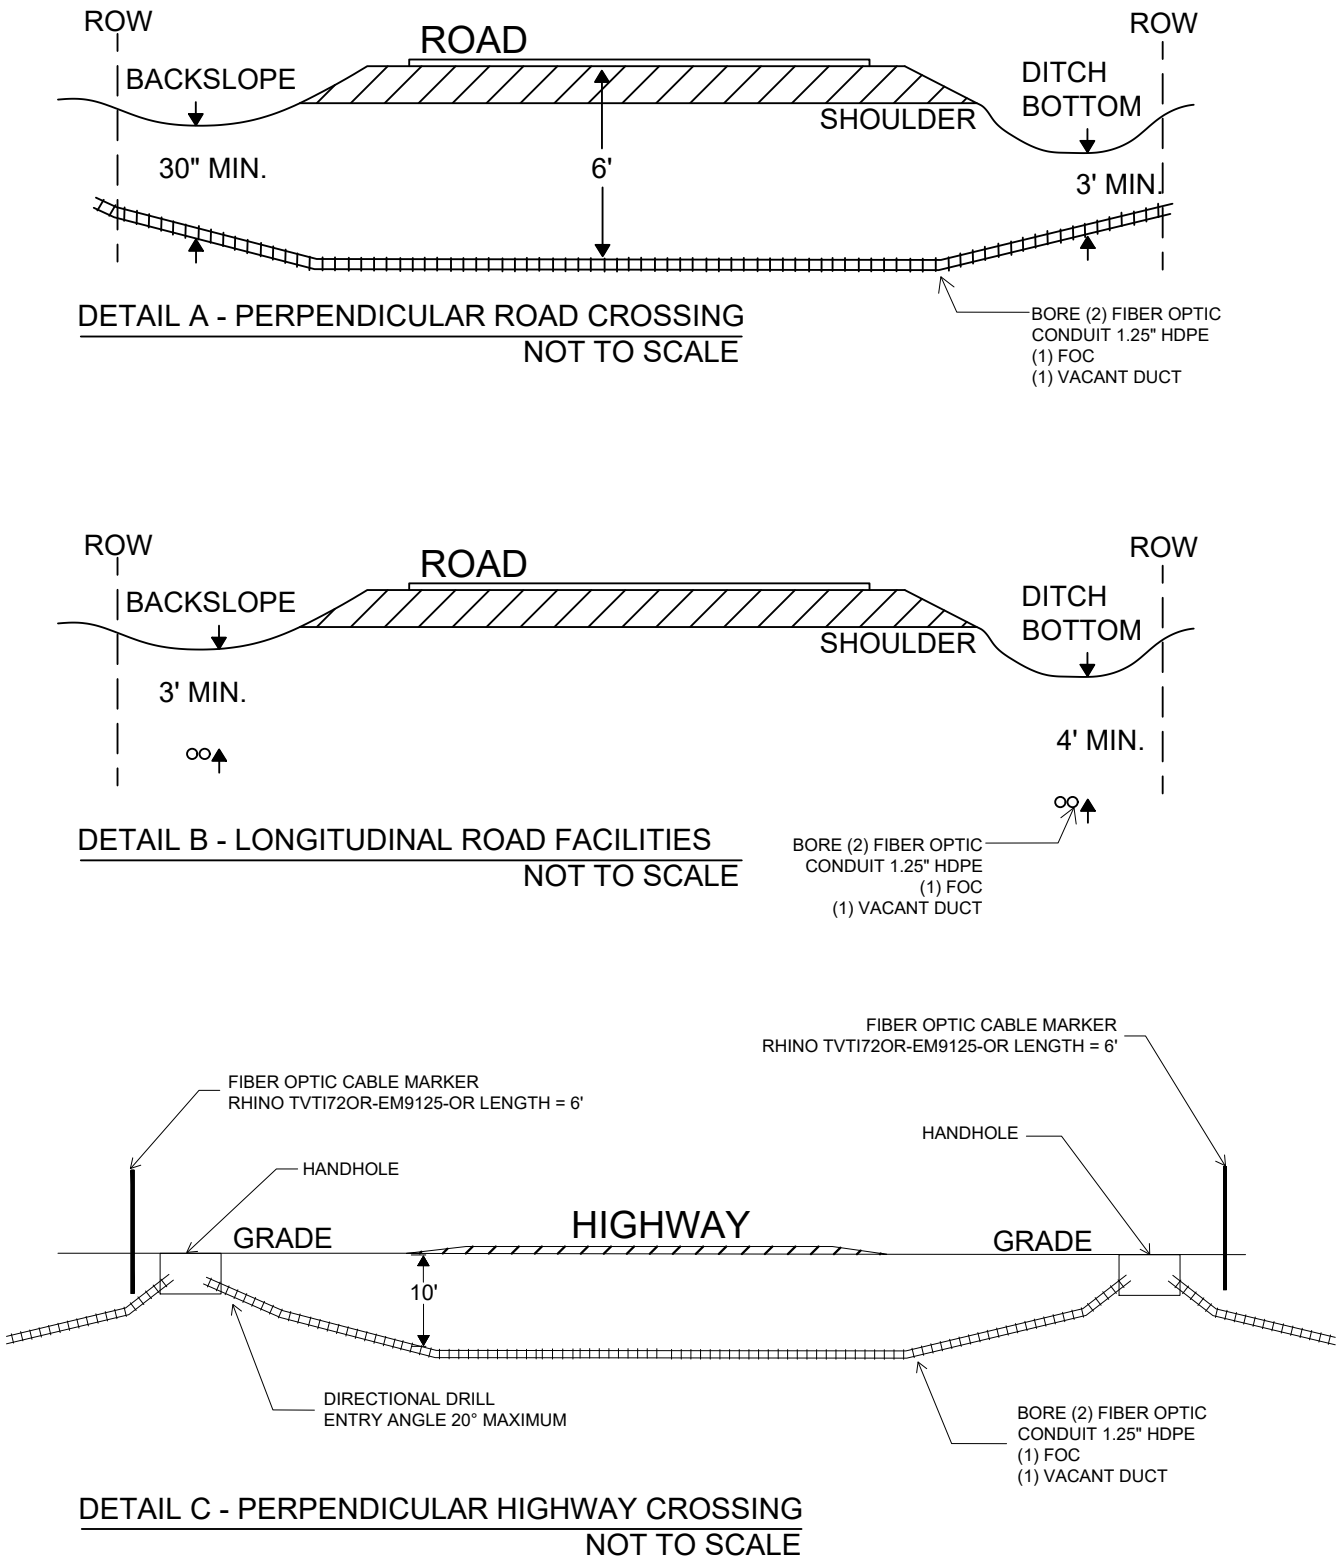 ROW
ROAD
ROW
BACKSLOPE
DITCH
BOTTOM
SHOULDER
30" MIN.
6'
3' MIN.
DETAIL A - PERPENDICULAR ROAD CROSSING
NOT TO SCALE
BORE (2) FIBER OPTIC
CONDUIT 1.25" HDPE
(1) FOC
(1) VACANT DUCT
ROW
ROAD
ROW
BACKSLOPE
DITCH
BOTTOM
SHOULDER
3' MIN.
4' MIN.
DETAIL B - LONGITUDINAL ROAD FACILITIES
NOT TO SCALE
BORE (2) FIBER OPTIC
CONDUIT 1.25" HDPE
(1) FOC
(1) VACANT DUCT
FIBER OPTIC CABLE MARKER
RHINO TVTI72OR-EM9125-OR LENGTH = 6'
FIBER OPTIC CABLE MARKER
RHINO TVTI72OR-EM9125-OR LENGTH = 6'
HANDHOLE
HANDHOLE
GRADE
HIGHWAY
GRADE
10'
DIRECTIONAL DRILL
ENTRY ANGLE 20° MAXIMUM
BORE (2) FIBER OPTIC
CONDUIT 1.25" HDPE
(1) FOC
(1) VACANT DUCT
DETAIL C - PERPENDICULAR HIGHWAY CROSSING
NOT TO SCALE